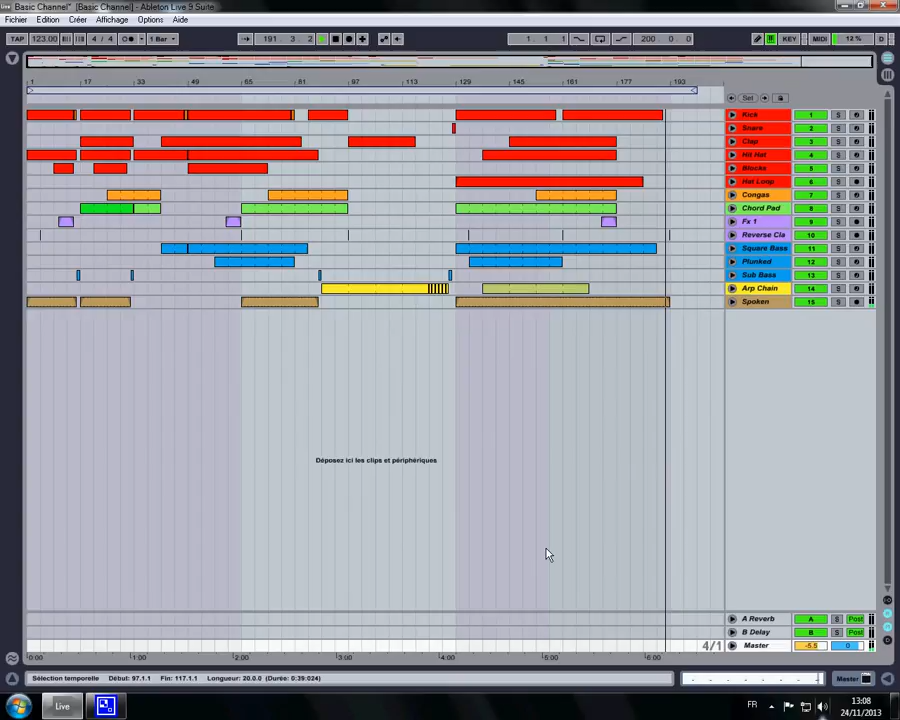 Live Basic Channel* [Basic Channel] - Ableton Live 9 Suite
Fichier Edition Créer Affichage Options Aide
TAP 123.00 4 / 4 1 Bar 191. 3. 2 1. 1. 1 200. 0. 0 KEY MIDI 12 % D
1 17 33 49 65 81 97 113 129 145 161 177 193
Set
Kick 1 S
Snare 2 S
Clap 3 S
Hit Hat 4 S
Blocks 5 S
Hat Loop 6 S
Congas 7 S
Chord Pad 8 S
Fx 1 9 S
Reverse Cla 10 S
Square Bass 11 S
Plunked 12 S
Sub Bass 13 S
Arp Chain 14 S
Spoken 15 S
Déposez ici les clips et périphériques
A Reverb A S Post
B Delay B S Post
4/1 Master -5.5 0
0:00 1:00 2:00 3:00 4:00 5:00 6:00
Sélection temporelle Début: 97.1.1 Fin: 117.1.1 Longueur: 20.0.0 (Durée: 0:39:024) Master
Live FR 13:08
24/11/2013